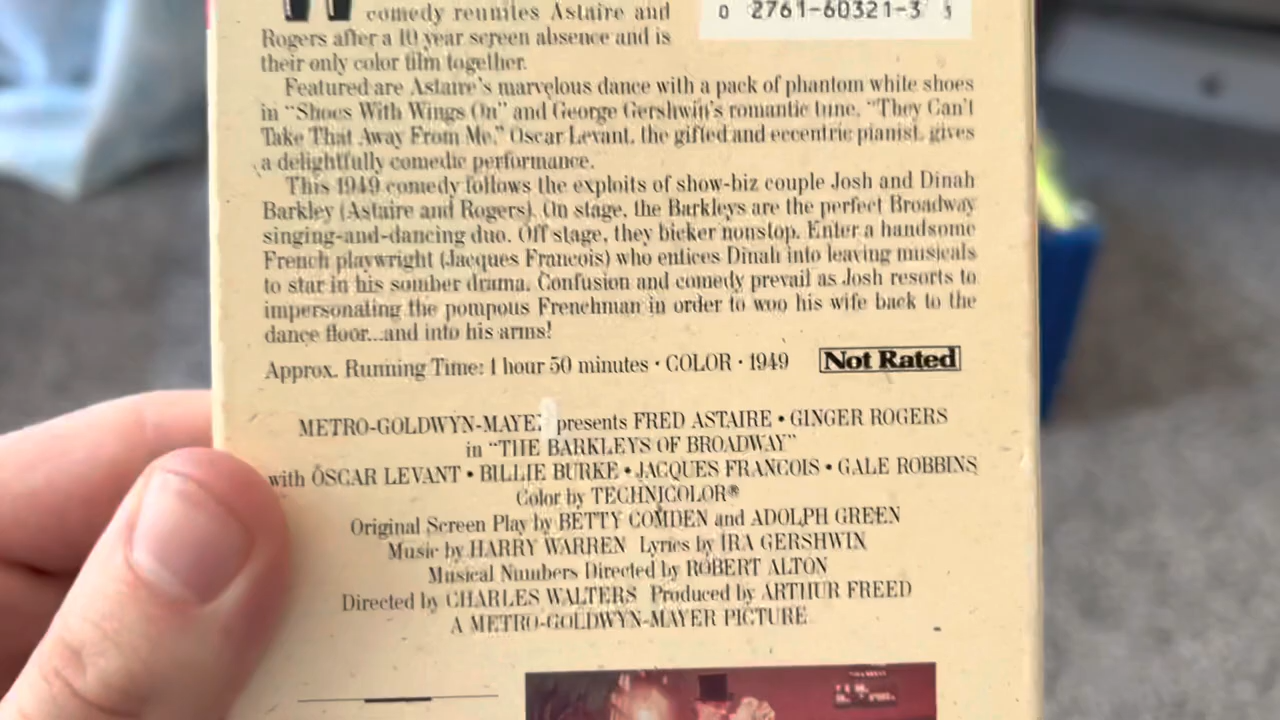 comedy reunites Astaire and
0 2761-60321-3 3
Rogers after a 10 year screen absence and is
their only color film together.
Featured are Astaire's marvelous dance with a pack of phantom white shoes
in "Shoes With Wings On" and George Gershwin's romantic tune, "They Can't
Take That Away From Me." Oscar Levant, the gifted and eccentric pianist, gives
a delightfully comedic performance.
This 1949 comedy follows the exploits of show-biz couple Josh and Dinah
Barkley (Astaire and Rogers). On stage, the Barkleys are the perfect Broadway
singing-and-dancing duo. Off stage, they bicker nonstop. Enter a handsome
French playwright (Jacques Francois) who entices Dinah into leaving musicals
to star in his somber drama. Confusion and comedy prevail as Josh resorts to
impersonating the pompous Frenchman in order to woo his wife back to the
dance floor...and into his arms!
Approx. Running Time: 1 hour 50 minutes • COLOR • 1949 Not Rated
METRO-GOLDWYN-MAYER presents FRED ASTAIRE • GINGER ROGERS
in "THE BARKLEYS OF BROADWAY"
with OSCAR LEVANT • BILLIE BURKE • JACQUES FRANCOIS • GALE ROBBINS
Color by TECHNICOLOR®
Original Screen Play by BETTY COMDEN and ADOLPH GREEN
Music by HARRY WARREN Lyrics by IRA GERSHWIN
Musical Numbers Directed by ROBERT ALTON
Directed by CHARLES WALTERS Produced by ARTHUR FREED
A METRO-GOLDWYN-MAYER PICTURE